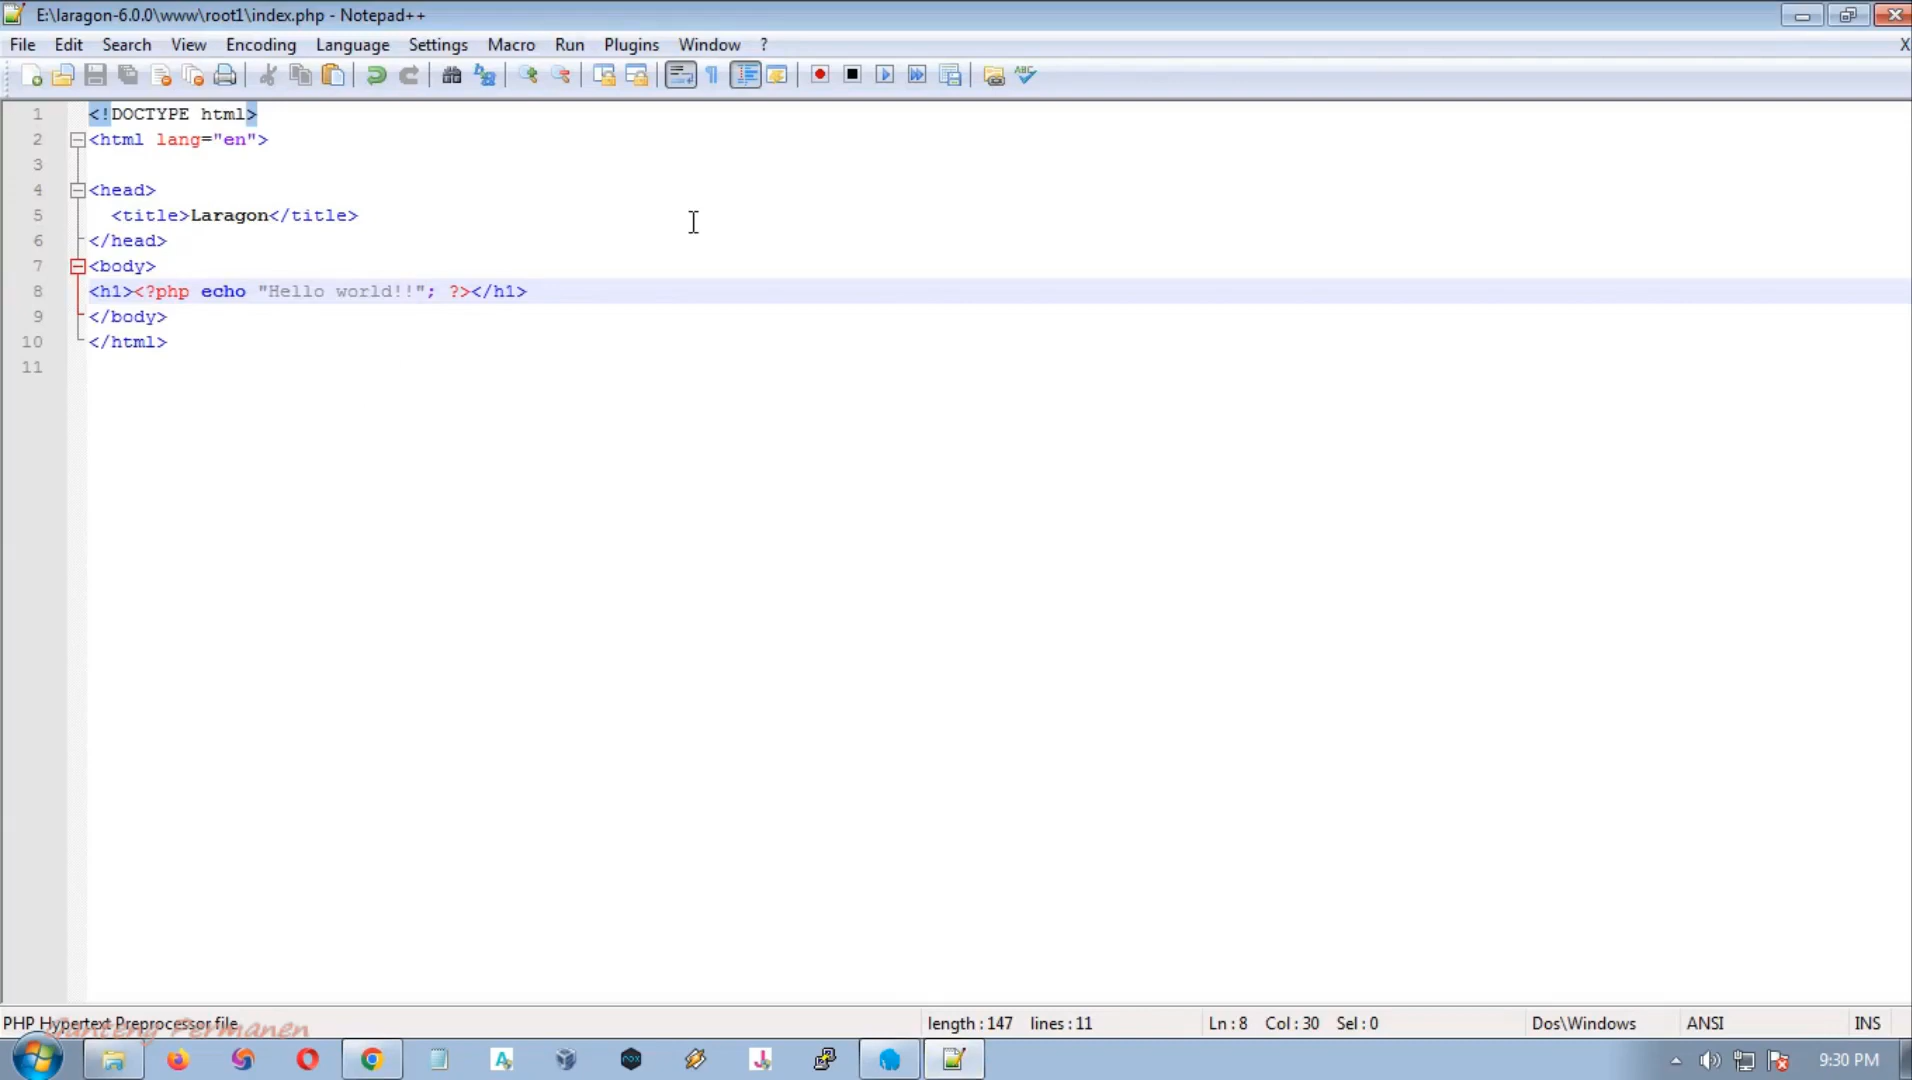 E:\laragon-6.0.0\www\root1\index.php - Notepad++
File Edit Search View Encoding Language Settings Macro Run Plugins Window ? X
1 <!DOCTYPE html>
2 <html lang="en">
3
4 <head>
5 <title>Laragon</title>
6 </head>
7 <body>
8 <h1><?php echo "Hello world!!"; ?></h1>
9 </body>
10 </html>
11
PHP Hypertext Preprocessor file length : 147 lines : 11 Ln : 8 Col : 30 Sel : 0 Dos\Windows ANSI INS
Permanen
9:30 PM